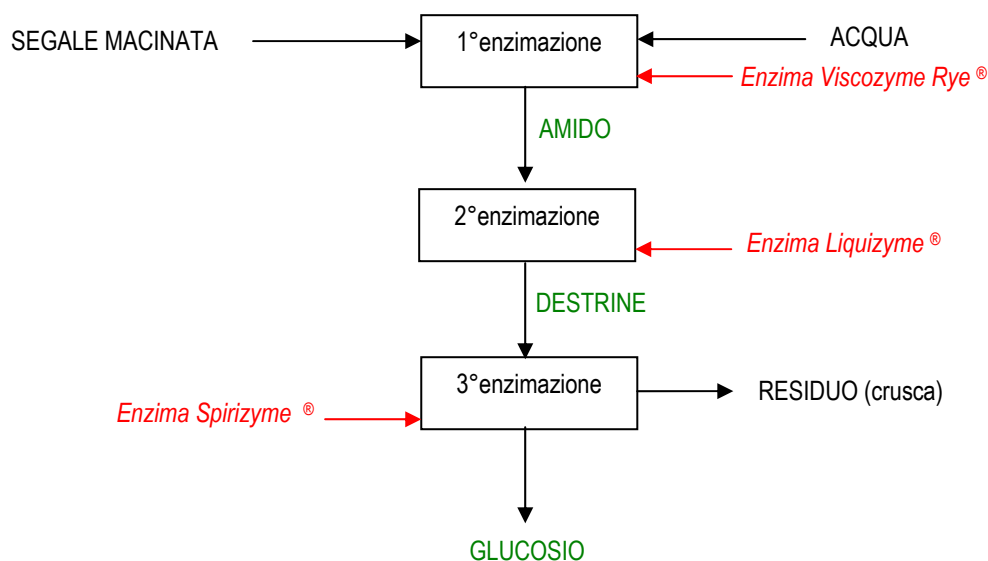 SEGALE MACINATA
1°enzimazione
ACQUA
Enzima Viscozyme Rye ®
AMIDO
2°enzimazione
Enzima Liquizyme ®
DESTRINE
3°enzimazione
RESIDUO (crusca)
Enzima Spirizyme ®
GLUCOSIO